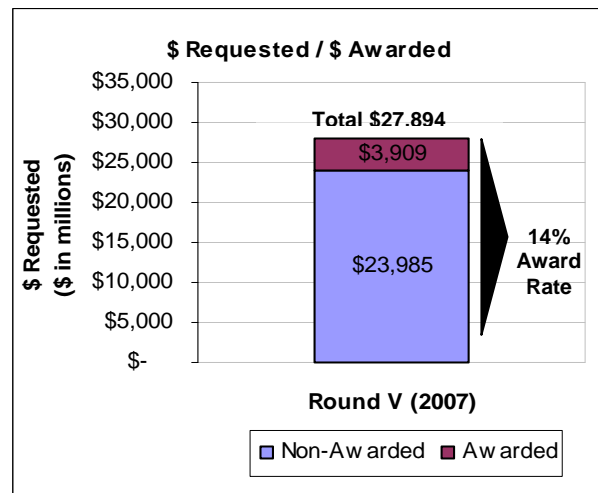 $ Requested / $ Awarded
$35,000
$30,000
$25,000
$20,000
$15,000
$10,000
$5,000
$-
$ Requested
($ in millions)
Total $27,894
$3,909
$23,985
14%
Award
Rate
Round V (2007)
Non-Awarded
Awarded